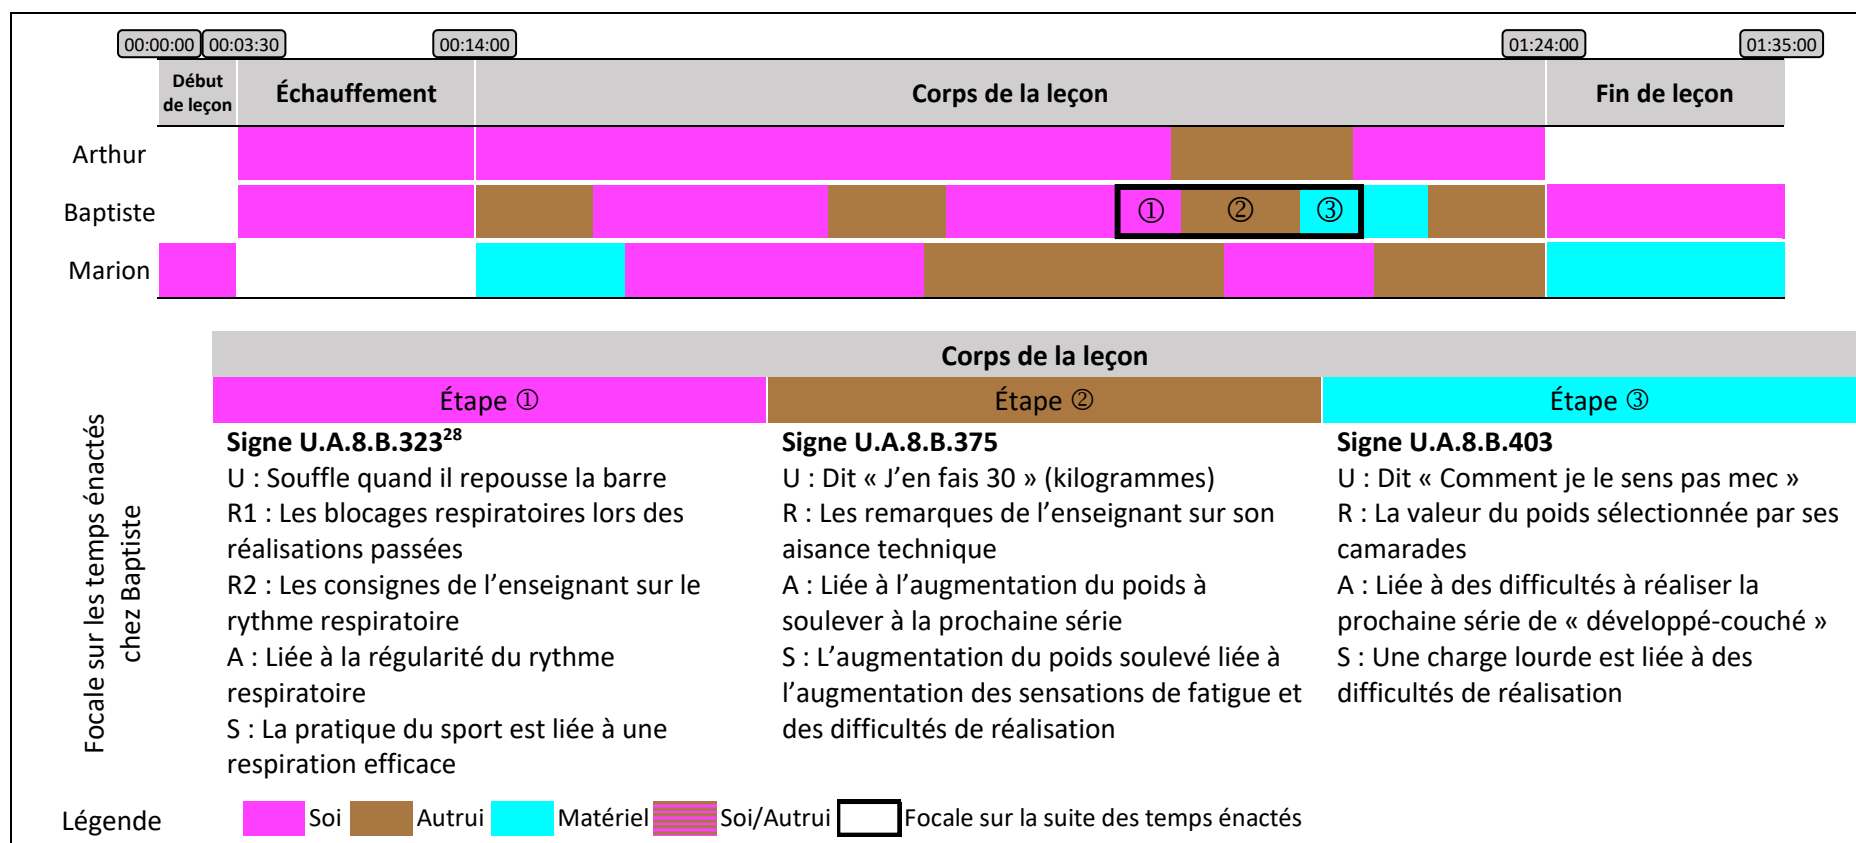 00:00:00 00:03:30 00:14:00 01:24:00 01:35:00
Début
de leçon
Échauffement
Corps de la leçon
Fin de leçon
Arthur
Baptiste ① ② ③
Marion
Corps de la leçon
Étape ① Étape ② Étape ③
Focale sur les temps énactés
chez Baptiste
Signe U.A.8.B.323²⁸
U : Souffle quand il repousse la barre
R1 : Les blocages respiratoires lors des
réalisations passées
R2 : Les consignes de l’enseignant sur le
rythme respiratoire
A : Liée à la régularité du rythme
respiratoire
S : La pratique du sport est liée à une
respiration efficace
Signe U.A.8.B.375
U : Dit « J’en fais 30 » (kilogrammes)
R : Les remarques de l’enseignant sur son
aisance technique
A : Liée à l’augmentation du poids à
soulever à la prochaine série
S : L’augmentation du poids soulevé liée à
l’augmentation des sensations de fatigue et
des difficultés de réalisation
Signe U.A.8.B.403
U : Dit « Comment je le sens pas mec »
R : La valeur du poids sélectionnée par ses
camarades
A : Liée à des difficultés à réaliser la
prochaine série de « développé-couché »
S : Une charge lourde est liée à des
difficultés de réalisation
Légende Soi Autrui Matériel Soi/Autrui Focale sur la suite des temps énactés